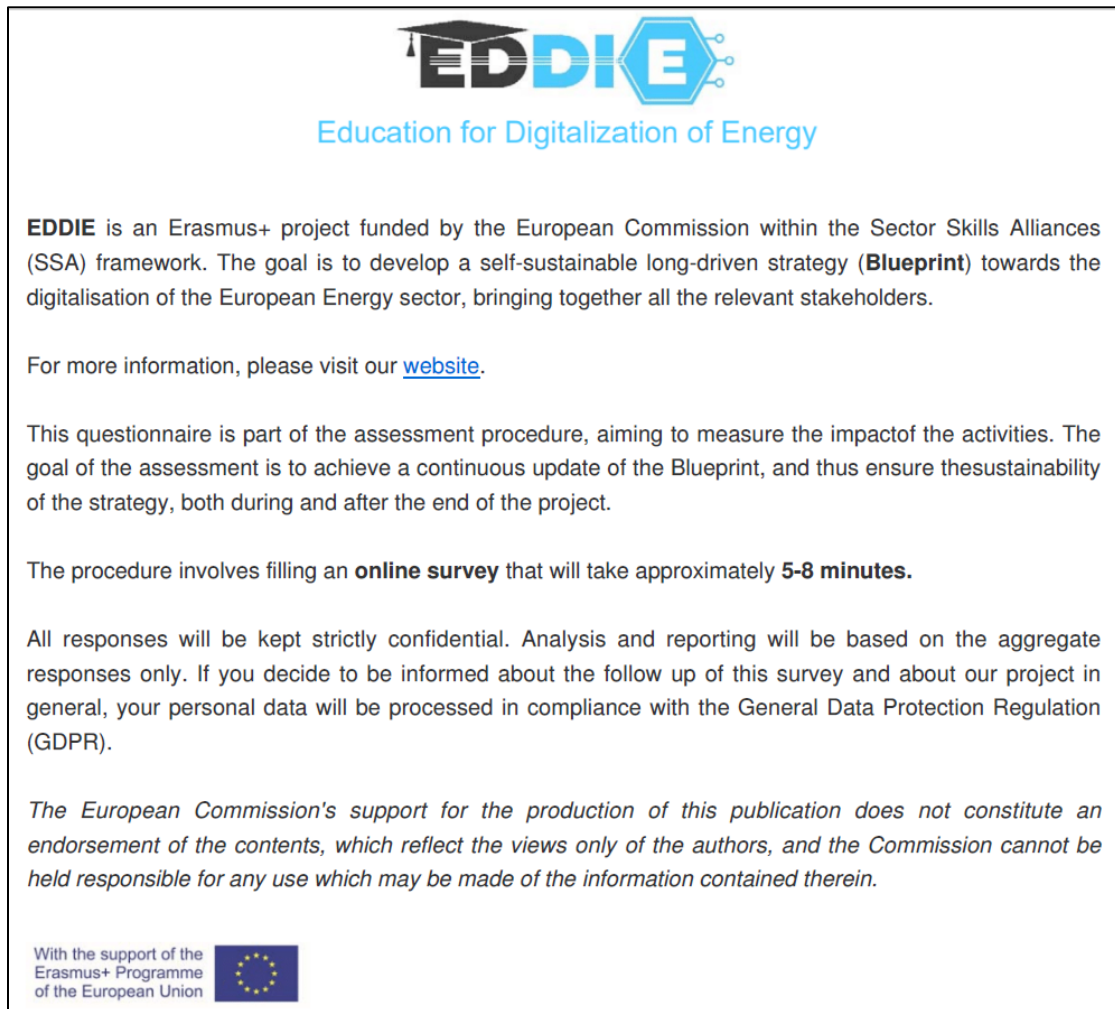 EDDIE
Education for Digitalization of Energy
EDDIE is an Erasmus+ project funded by the European Commission within the Sector Skills Alliances
(SSA) framework. The goal is to develop a self-sustainable long-driven strategy (Blueprint) towards the
digitalisation of the European Energy sector, bringing together all the relevant stakeholders.
For more information, please visit our website.
This questionnaire is part of the assessment procedure, aiming to measure the impactof the activities. The
goal of the assessment is to achieve a continuous update of the Blueprint, and thus ensure thesustainability
of the strategy, both during and after the end of the project.
The procedure involves filling an online survey that will take approximately 5-8 minutes.
All responses will be kept strictly confidential. Analysis and reporting will be based on the aggregate
responses only. If you decide to be informed about the follow up of this survey and about our project in
general, your personal data will be processed in compliance with the General Data Protection Regulation
(GDPR).
The European Commission's support for the production of this publication does not constitute an
endorsement of the contents, which reflect the views only of the authors, and the Commission cannot be
held responsible for any use which may be made of the information contained therein.
With the support of the
Erasmus+ Programme
of the European Union